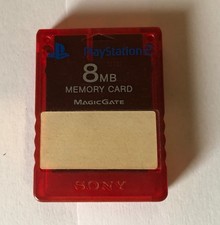 PlayStation 2
8MB
MEMORY CARD
MAGICGATE
SONY